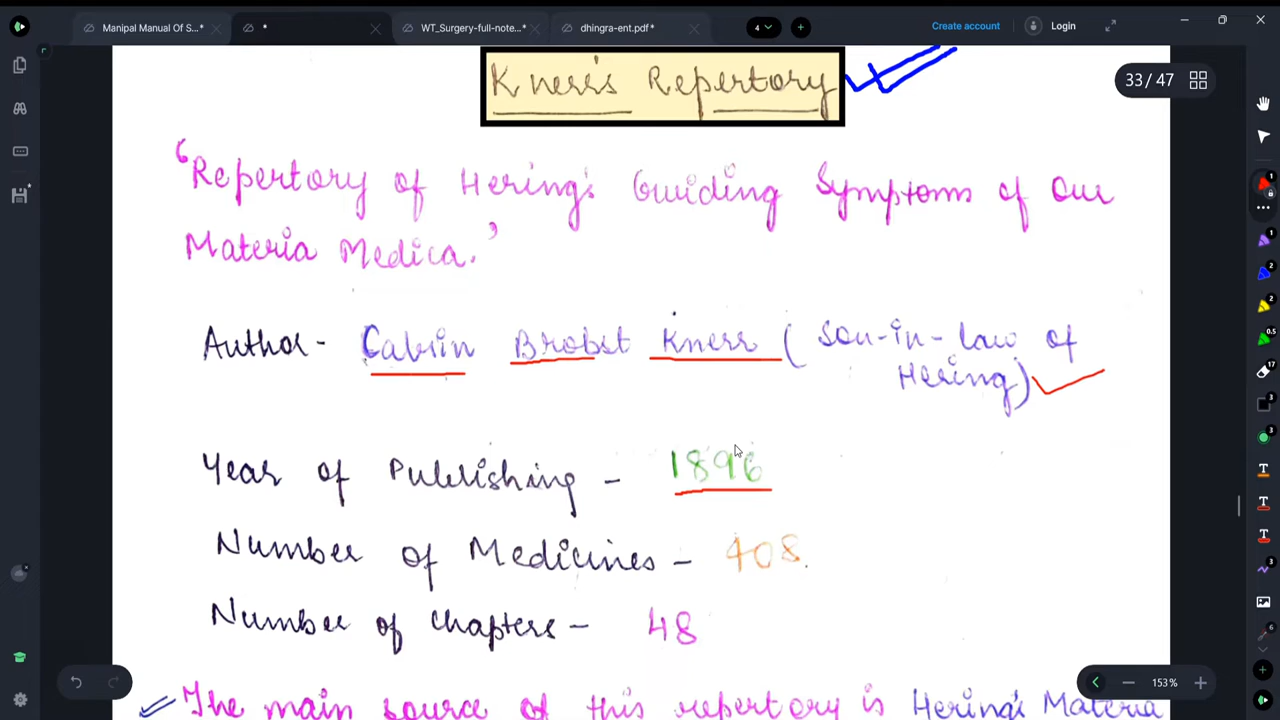 Manipal Manual Of S...*
*
WT_Surgery-full-note...*
dhingra-ent.pdf*
4
Create account
Login
33 / 47
Knerr's Repertory
'Repertory of Hering's Guiding Symptoms of Our
Materia Medica.'
Author- Calvin Brobst Knerr (Son-in-law of
Hering)
Year of Publishing - 1896
Number of Medicines - 408.
Number of chapters - 48
The main source of this repertory is Hering's Materia
153%